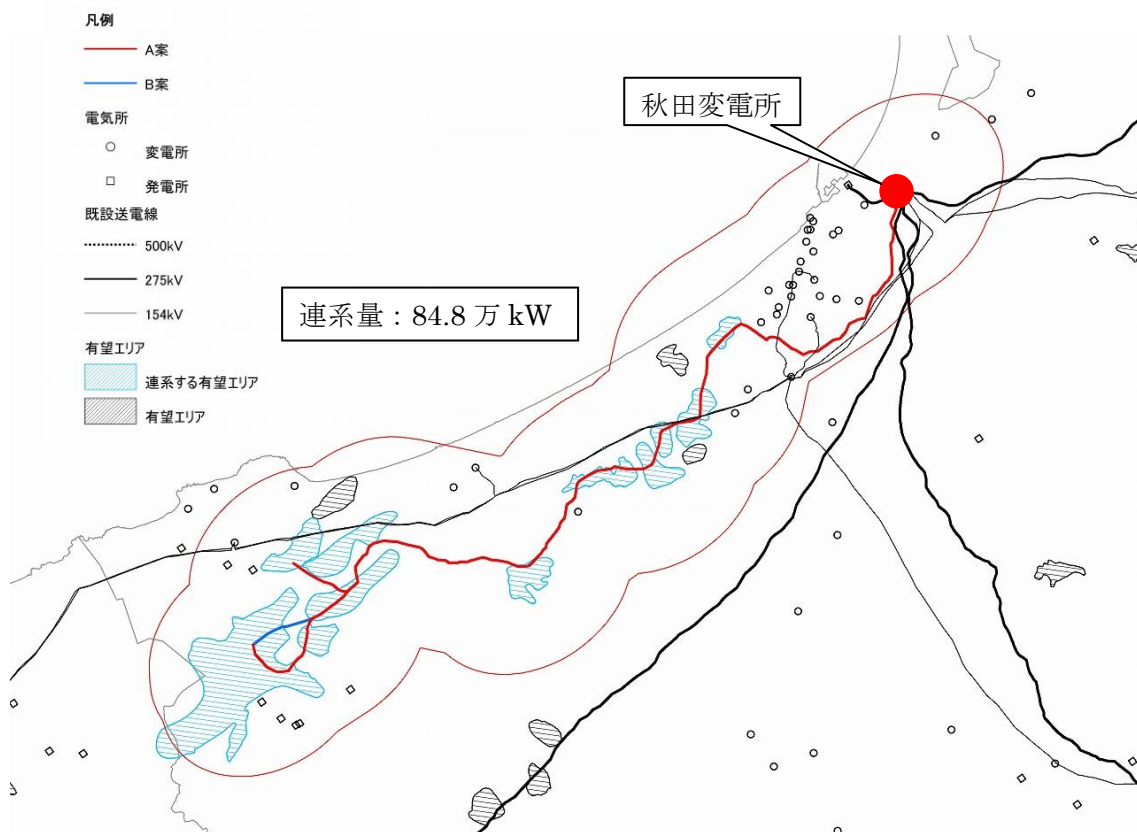 凡例
A案
B案
電気所
変電所
発電所
既設送電線
500kV
275kV
154kV
有望エリア
連系する有望エリア
有望エリア
秋田変電所
連系量：84.8 万 kW